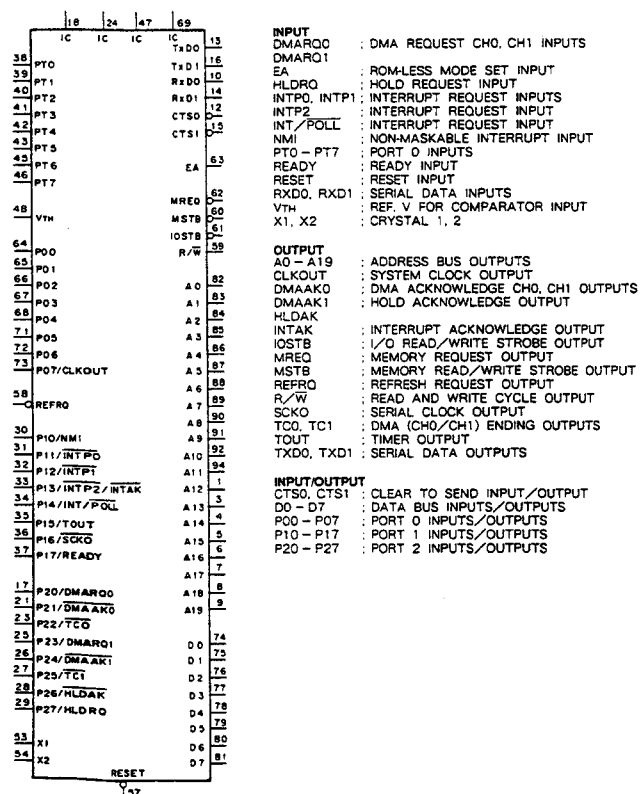 18 24 47 69
IC IC IC IC
38 PT0
39 PT1
40 PT2
41 PT3
42 PT4
43 PT5
45 PT6
46 PT7
48 VTH
64 P00
65 P01
66 P02
67 P03
68 P04
71 P05
72 P06
73 P07/CLKOUT
58 REFRQ
30 P10/NMI
31 P11/INTP0
32 P12/INTP1
33 P13/INTP2/INTAK
34 P14/INT/POLL
35 P15/TOUT
36 P16/SCKO
37 P17/READY
17 P20/DMARQ0
21 P21/DMAAK0
23 P22/TC0
25 P23/DMARQ1
26 P24/DMAAK1
27 P25/TC1
28 P26/HLDAK
29 P27/HLDRQ
53 X1
54 X2
TxD0 13
TxD1 16
RxD0 10
RxD1 14
CTS0 12
CTS1 15
EA 63
MREQ 62
MSTB 60
IOSTB 61
R/W 59
A0 82
A1 83
A2 84
A3 85
A4 86
A5 87
A6 88
A7 89
A8 90
A9 91
A10 92
A11 94
A12 1
A13 3
A14 4
A15 5
A16 6
A17 7
A18 8
A19 9
D0 74
D1 75
D2 76
D3 77
D4 78
D5 79
D6 80
D7 81
RESET
57
INPUT
DMARQ0 : DMA REQUEST CH0, CH1 INPUTS
DMARQ1
EA : ROM-LESS MODE SET INPUT
HLDRQ : HOLD REQUEST INPUT
INTP0, INTP1 : INTERRUPT REQUEST INPUTS
INTP2 : INTERRUPT REQUEST INPUT
INT/POLL : INTERRUPT REQUEST INPUT
NMI : NON-MASKABLE INTERRUPT INPUT
PT0 – PT7 : PORT 0 INPUTS
READY : READY INPUT
RESET : RESET INPUT
RXD0, RXD1 : SERIAL DATA INPUTS
VTH : REF. V FOR COMPARATOR INPUT
X1, X2 : CRYSTAL 1, 2
OUTPUT
A0 – A19 : ADDRESS BUS OUTPUTS
CLKOUT : SYSTEM CLOCK OUTPUT
DMAAK0 : DMA ACKNOWLEDGE CH0, CH1 OUTPUTS
DMAAK1 : HOLD ACKNOWLEDGE OUTPUT
HLDAK
INTAK : INTERRUPT ACKNOWLEDGE OUTPUT
IOSTB : I/O READ/WRITE STROBE OUTPUT
MREQ : MEMORY REQUEST OUTPUT
MSTB : MEMORY READ/WRITE STROBE OUTPUT
REFRQ : REFRESH REQUEST OUTPUT
R/W : READ AND WRITE CYCLE OUTPUT
SCKO : SERIAL CLOCK OUTPUT
TC0, TC1 : DMA (CH0/CH1) ENDING OUTPUTS
TOUT : TIMER OUTPUT
TXD0, TXD1 : SERIAL DATA OUTPUTS
INPUT/OUTPUT
CTS0, CTS1 : CLEAR TO SEND INPUT/OUTPUT
D0 – D7 : DATA BUS INPUTS/OUTPUTS
P00 – P07 : PORT 0 INPUTS/OUTPUTS
P10 – P17 : PORT 1 INPUTS/OUTPUTS
P20 – P27 : PORT 2 INPUTS/OUTPUTS